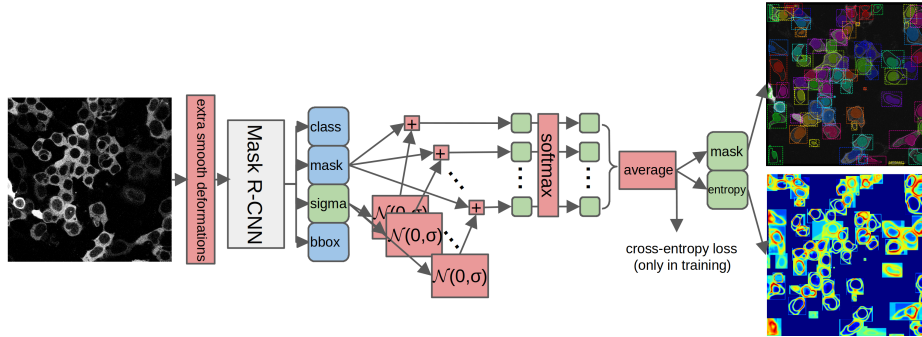 extra smooth deformations
Mask R-CNN
class
mask
sigma
bbox
+
+
+
𝒩(0,σ)
𝒩(0,σ)
𝒩(0,σ)
softmax
average
cross-entropy loss
(only in training)
mask
entropy